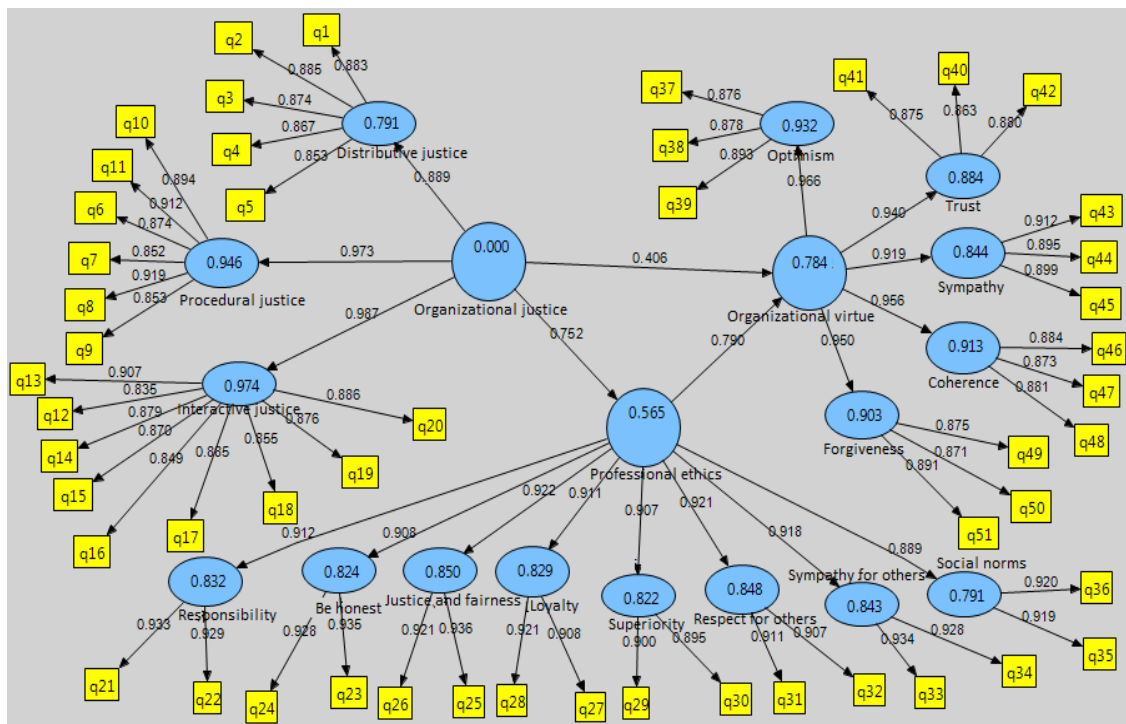 q1
q2
q3
q4
q5
0.883
0.885
0.874
0.867
0.853
0.791
Distributive justice
0.889
q10
q11
q6
q7
q8
q9
0.894
0.912
0.874
0.852
0.919
0.853
0.946
Procedural justice
0.973
0.000
Organizational justice
0.406
0.987
0.752
q13
q12
q14
q15
q16
q17
q18
q19
q20
0.907
0.835
0.879
0.870
0.849
0.855
0.876
0.886
0.974
Interactive justice
q37
q38
q39
0.876
0.878
0.893
0.932
Optimism
0.966
q41
q40
q42
0.875
0.863
0.880
0.884
Trust
0.940
0.784
Organizational virtue
0.919
q43
q44
q45
0.912
0.895
0.899
0.844
Sympathy
0.956
q46
q47
q48
0.884
0.873
0.881
0.913
Coherence
0.950
q49
q50
q51
0.875
0.871
0.891
0.903
Forgiveness
0.790
0.565
Professional ethics
0.912
0.908
0.922
0.911
0.907
0.921
0.918
0.889
0.832
Responsibility
0.933
0.929
q21
q22
0.824
Be honest
0.928
0.935
q24
q23
0.850
Justice and fairness
0.921
0.936
q26
q25
0.829
Loyalty
0.921
0.908
q28
q27
0.822
Superiority
0.900
0.895
q29
q30
0.848
Respect for others
0.911
0.907
q31
q32
Sympathy for others
0.843
0.934
0.928
q33
q34
Social norms
0.791
0.920
0.919
q36
q35